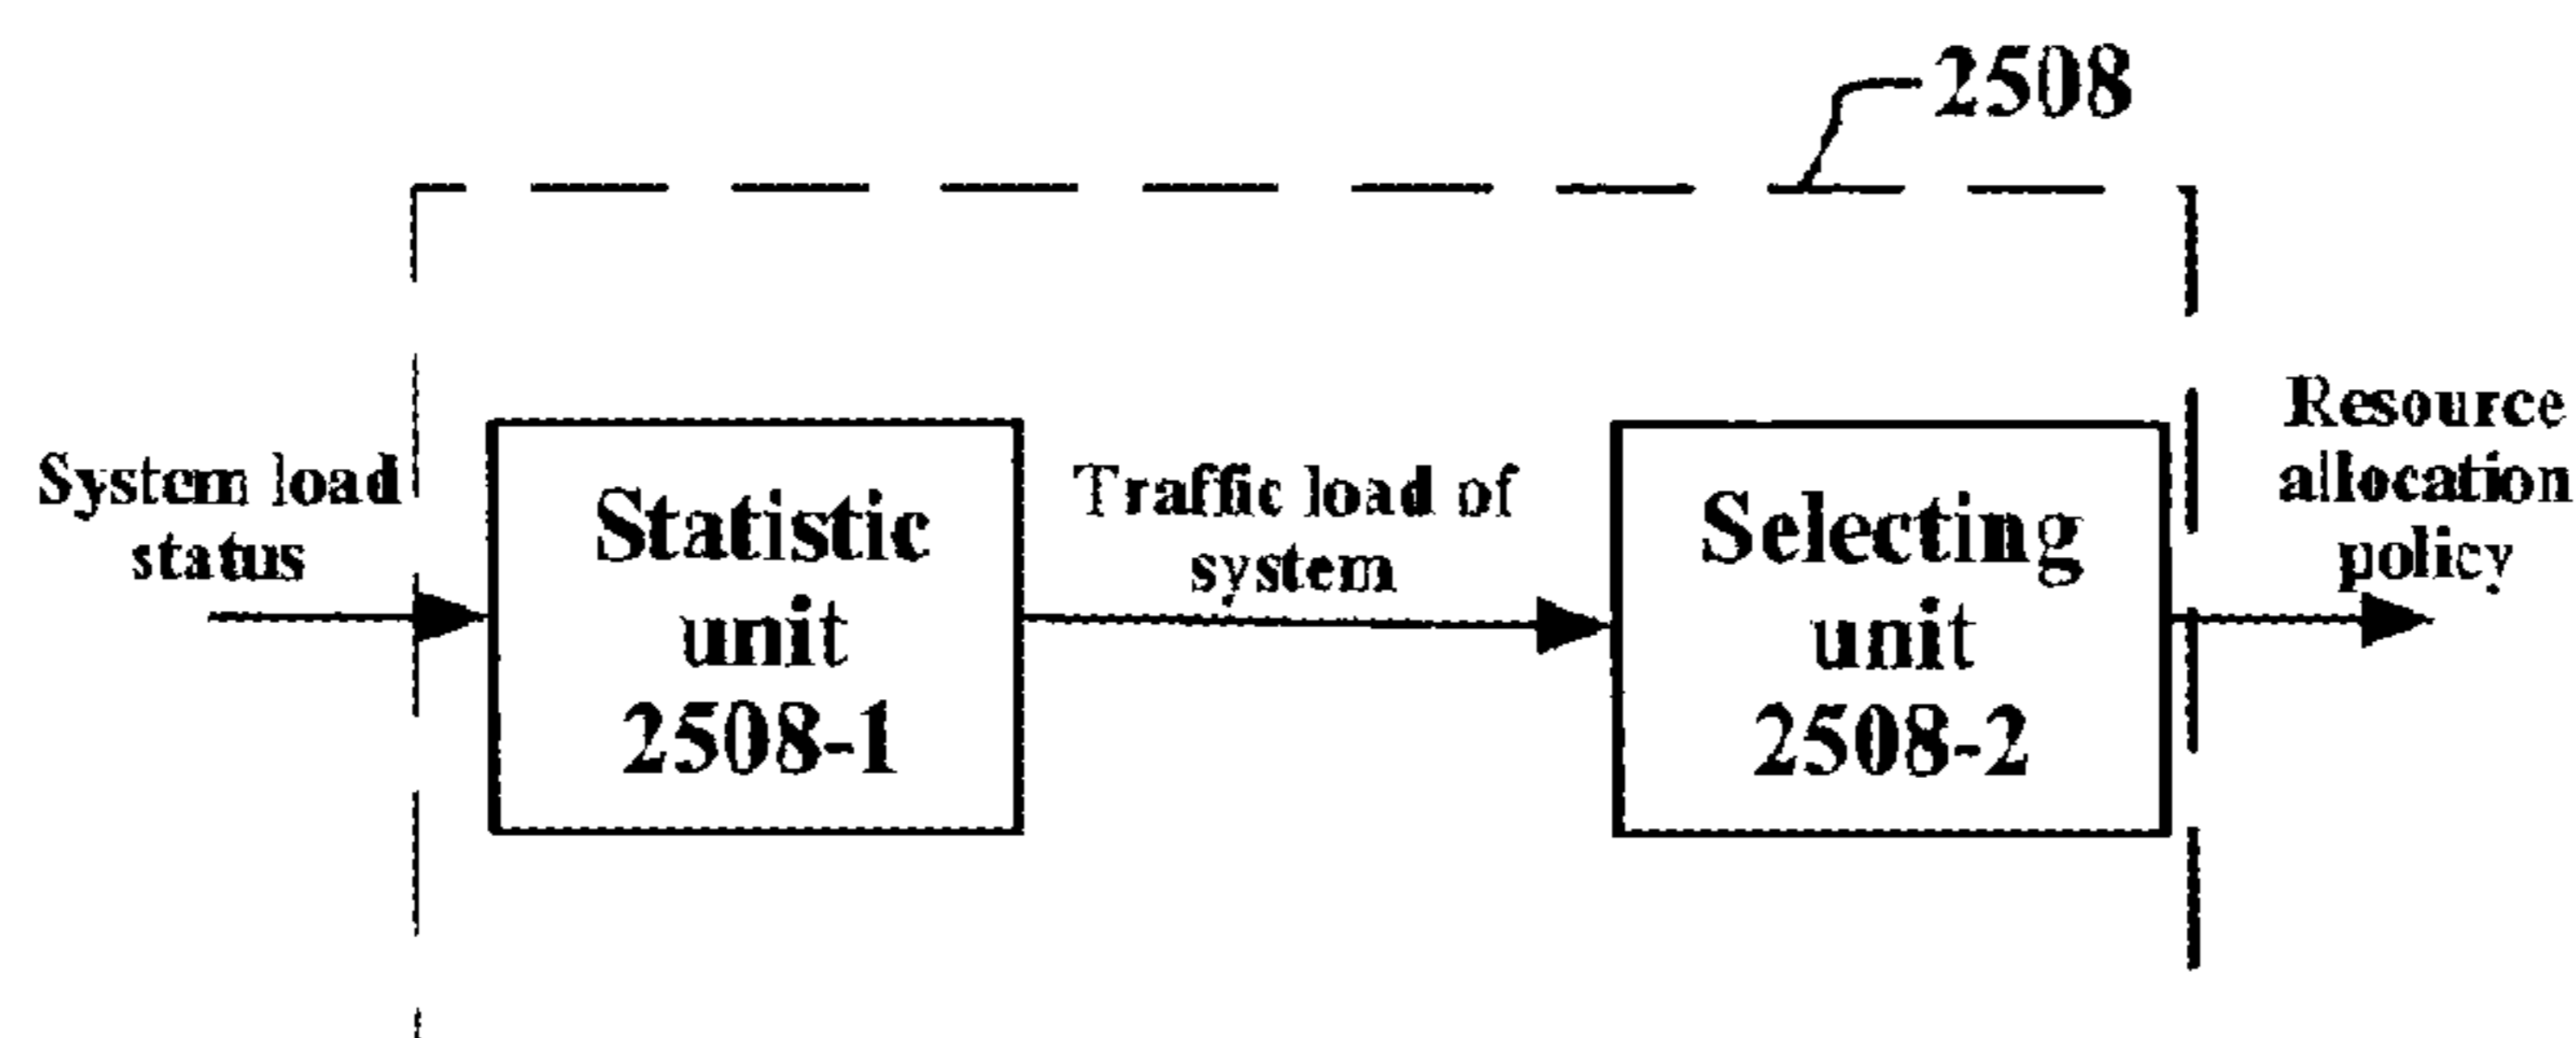 2508
System load
status
Statistic
unit
2508-1
Traffic load of
system
Selecting
unit
2508-2
Resource
allocation
policy